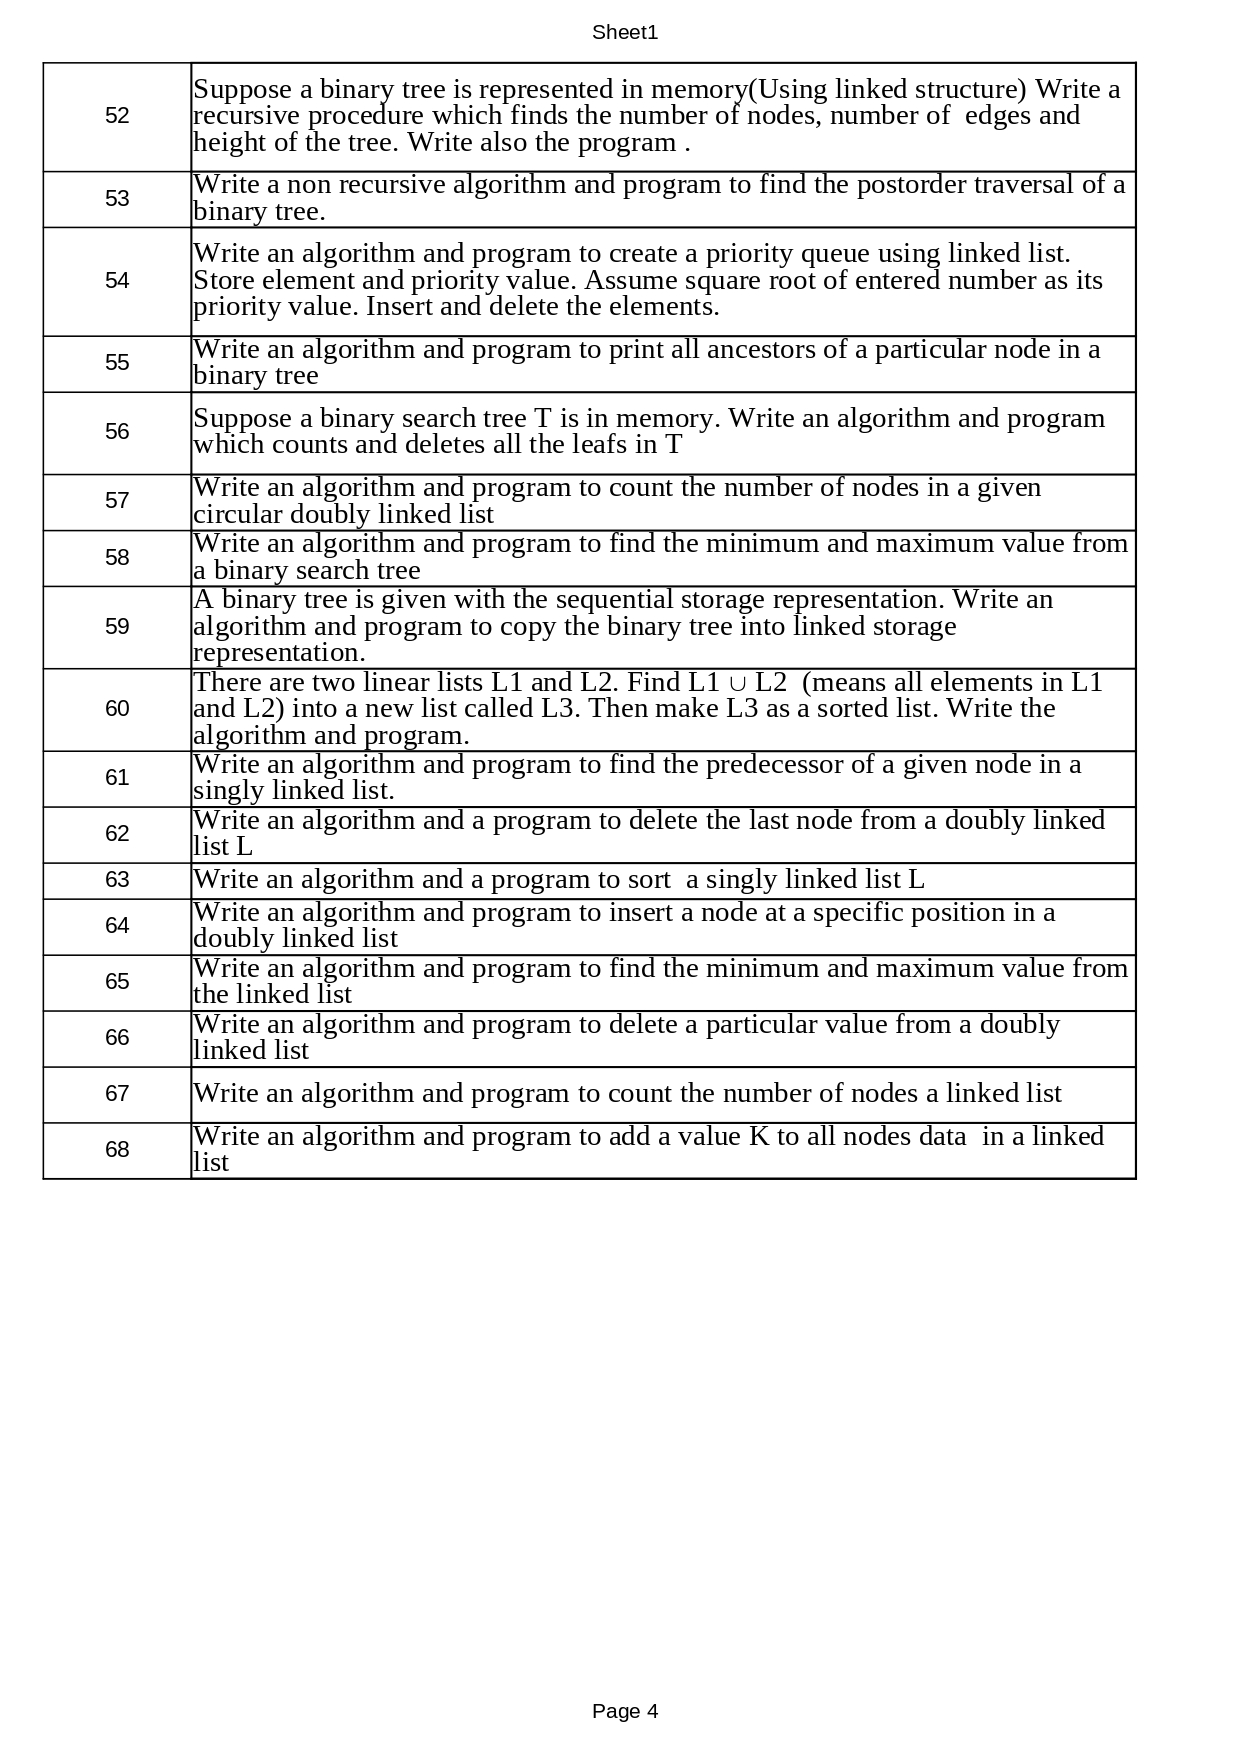 Sheet1
52
Suppose a binary tree is represented in memory(Using linked structure) Write a
recursive procedure which finds the number of nodes, number of  edges and
height of the tree. Write also the program .
53
Write a non recursive algorithm and program to find the postorder traversal of a
binary tree.
54
Write an algorithm and program to create a priority queue using linked list.
Store element and priority value. Assume square root of entered number as its
priority value. Insert and delete the elements.
55
Write an algorithm and program to print all ancestors of a particular node in a
binary tree
56
Suppose a binary search tree T is in memory. Write an algorithm and program
which counts and deletes all the leafs in T
57
Write an algorithm and program to count the number of nodes in a given
circular doubly linked list
58
Write an algorithm and program to find the minimum and maximum value from
a binary search tree
59
A binary tree is given with the sequential storage representation. Write an
algorithm and program to copy the binary tree into linked storage
representation.
60
There are two linear lists L1 and L2. Find L1 ∪ L2  (means all elements in L1
and L2) into a new list called L3. Then make L3 as a sorted list. Write the
algorithm and program.
61
Write an algorithm and program to find the predecessor of a given node in a
singly linked list.
62
Write an algorithm and a program to delete the last node from a doubly linked
list L
63
Write an algorithm and a program to sort  a singly linked list L
64
Write an algorithm and program to insert a node at a specific position in a
doubly linked list
65
Write an algorithm and program to find the minimum and maximum value from
the linked list
66
Write an algorithm and program to delete a particular value from a doubly
linked list
67
Write an algorithm and program to count the number of nodes a linked list
68
Write an algorithm and program to add a value K to all nodes data  in a linked
list
Page 4